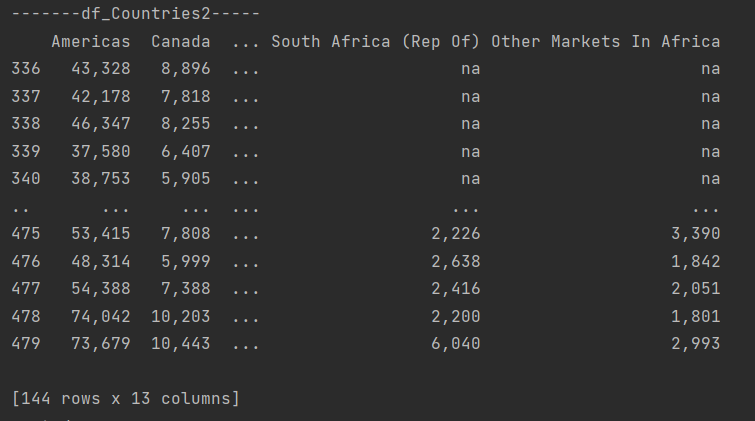 -------df_Countries2-----
Americas Canada ... South Africa (Rep Of) Other Markets In Africa
336 43,328 8,896 ... na na
337 42,178 7,818 ... na na
338 46,347 8,255 ... na na
339 37,580 6,407 ... na na
340 38,753 5,905 ... na na
.. ... ... ... ... ...
475 53,415 7,808 ... 2,226 3,390
476 48,314 5,999 ... 2,638 1,842
477 54,388 7,388 ... 2,416 2,051
478 74,042 10,203 ... 2,200 1,801
479 73,679 10,443 ... 6,040 2,993
[144 rows x 13 columns]